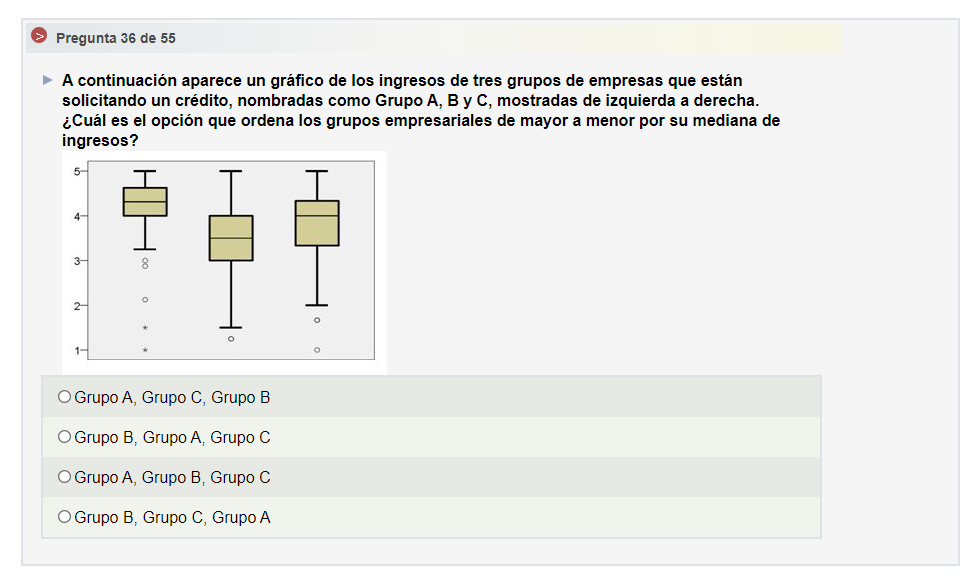 Pregunta 36 de 55
A continuación aparece un gráfico de los ingresos de tres grupos de empresas que están
solicitando un crédito, nombradas como Grupo A, B y C, mostradas de izquierda a derecha.
¿Cuál es el opción que ordena los grupos empresariales de mayor a menor por su mediana de
ingresos?
5
4
3
2
1
Grupo A, Grupo C, Grupo B
Grupo B, Grupo A, Grupo C
Grupo A, Grupo B, Grupo C
Grupo B, Grupo C, Grupo A